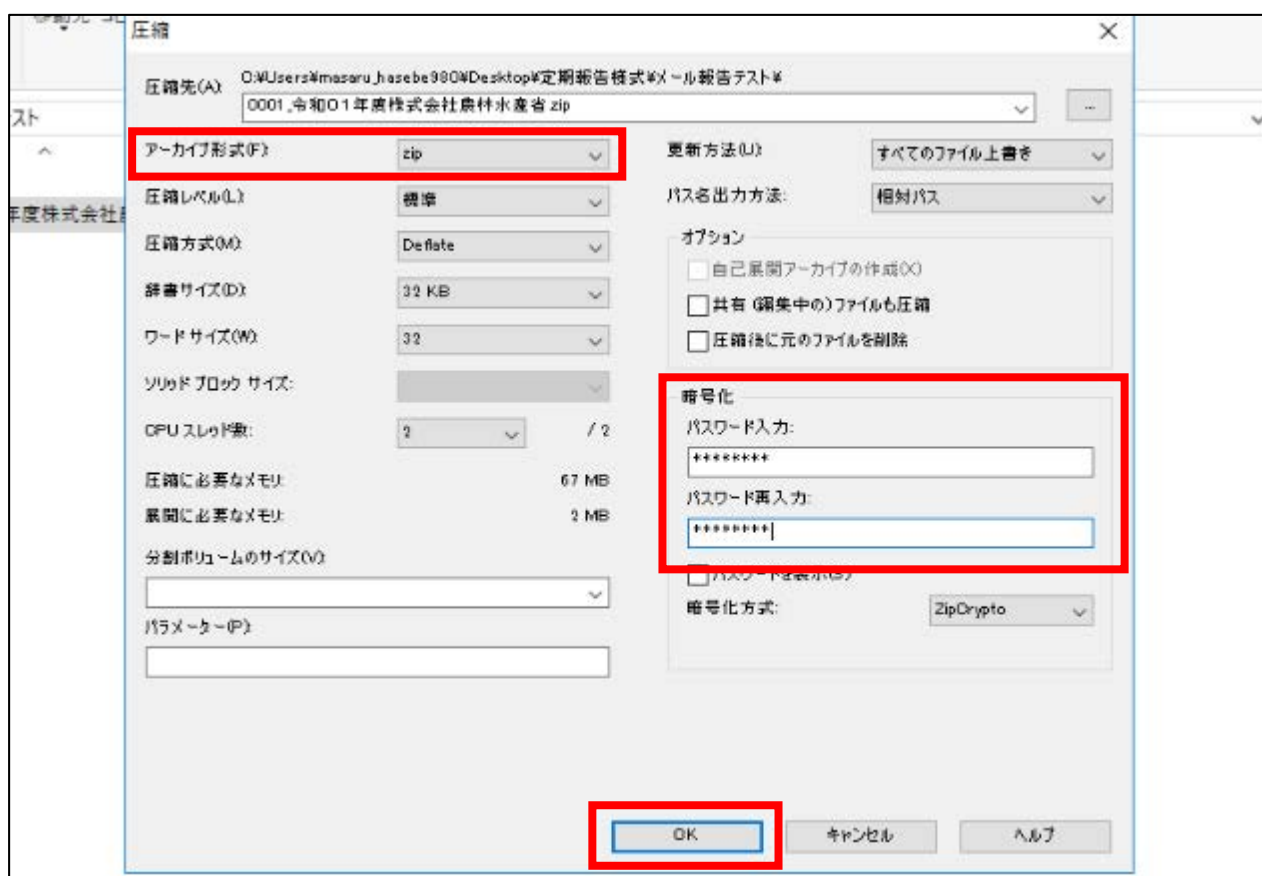 圧縮
圧縮先(A):
C:¥Users¥masaru_hasebe980¥Desktop¥定期報告様式¥メール報告テスト¥
0001_令和01年度株式会社農林水産省.zip
...
スト
アーカイブ形式(F): zip
圧縮レベル(L): 標準
年度株式会社
圧縮方式(M): Deflate
辞書サイズ(D): 32 KB
ワードサイズ(W): 32
ソリッド ブロック サイズ:
CPU スレッド数: 2 / 2
圧縮に必要なメモリ: 67 MB
展開に必要なメモリ: 2 MB
分割ボリュームのサイズ(V):
パラメーター(P):
更新方法(U): すべてのファイル上書き
パス名出力方法: 相対パス
オプション
自己展開アーカイブの作成(X)
共有(編集中の)ファイルも圧縮
圧縮後に元のファイルを削除
暗号化
パスワード入力:
********
パスワード再入力:
********
パスワードを表示(S)
暗号化方式: ZipCrypto
OK
キャンセル
ヘルプ